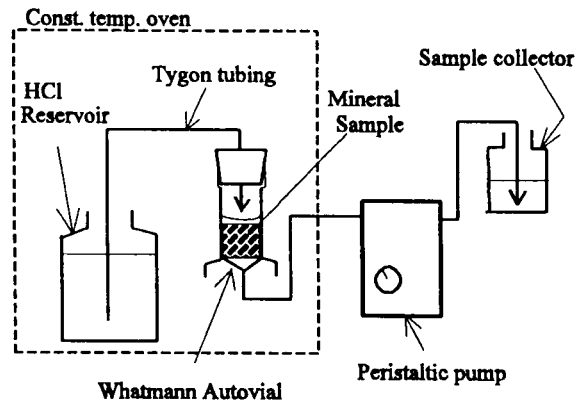 Const. temp. oven
Tygon tubing
HCl
Reservoir
Mineral
Sample
Sample collector
Whatmann Autovial
Peristaltic pump